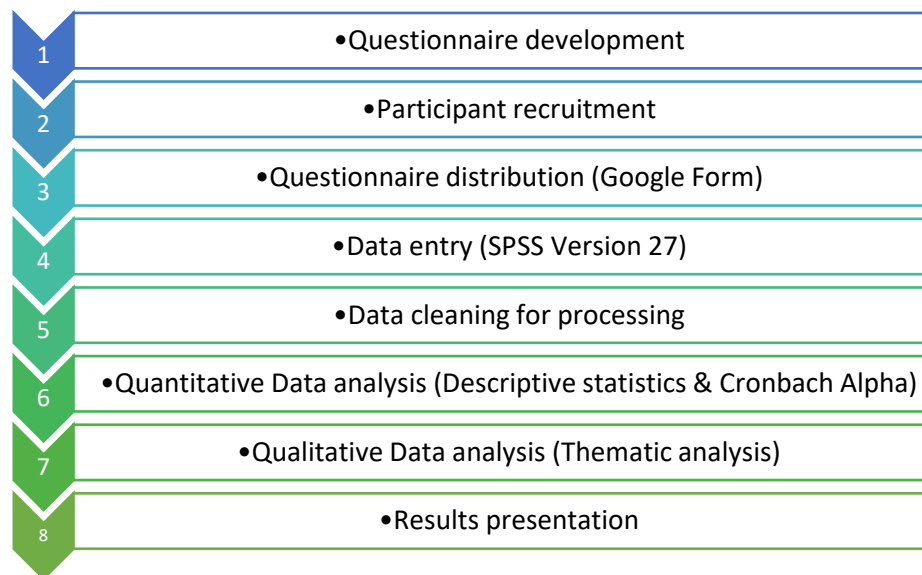 1
•Questionnaire development
2
•Participant recruitment
3
•Questionnaire distribution (Google Form)
4
•Data entry (SPSS Version 27)
5
•Data cleaning for processing
6
•Quantitative Data analysis (Descriptive statistics & Cronbach Alpha)
7
•Qualitative Data analysis (Thematic analysis)
8
•Results presentation